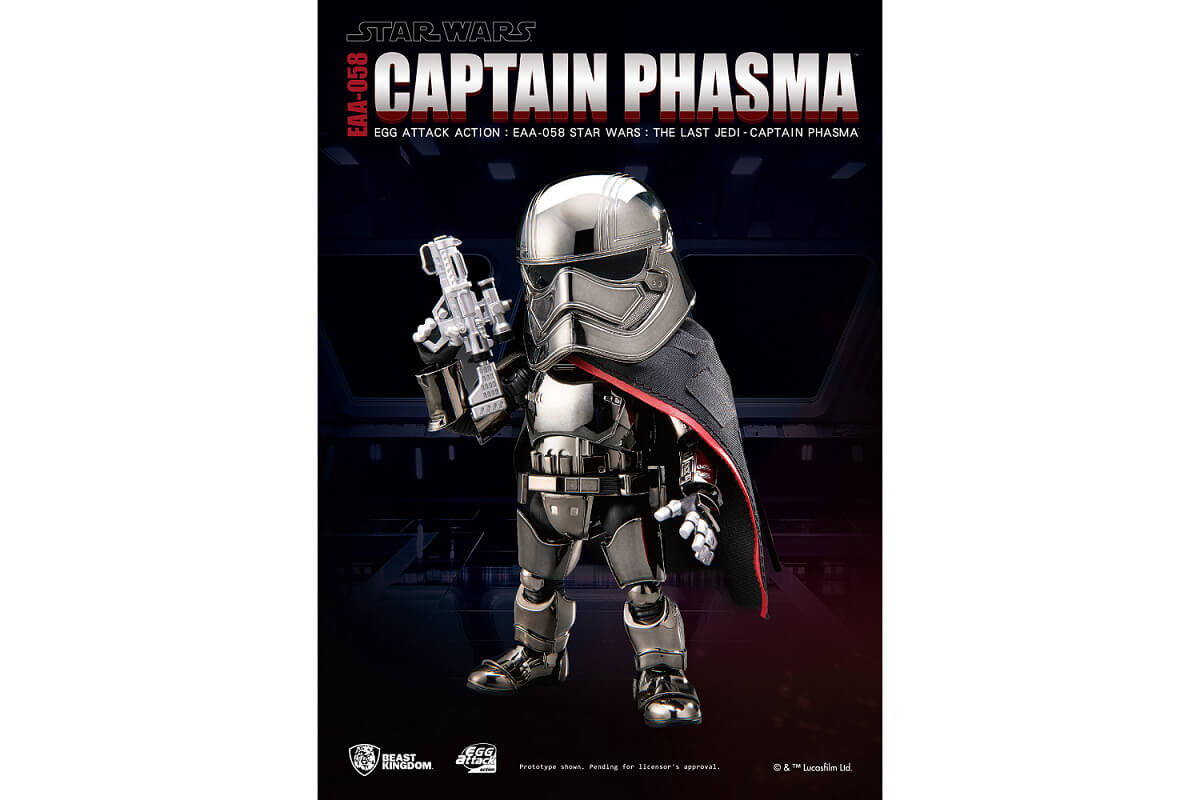 STAR WARS
EAA-058
CAPTAIN PHASMA™
EGG ATTACK ACTION : EAA-058 STAR WARS : THE LAST JEDI - CAPTAIN PHASMA
BEAST KINGDOM.
EGG attack action
Prototype shown. Pending for licensor's approval.
© & ™ Lucasfilm Ltd.